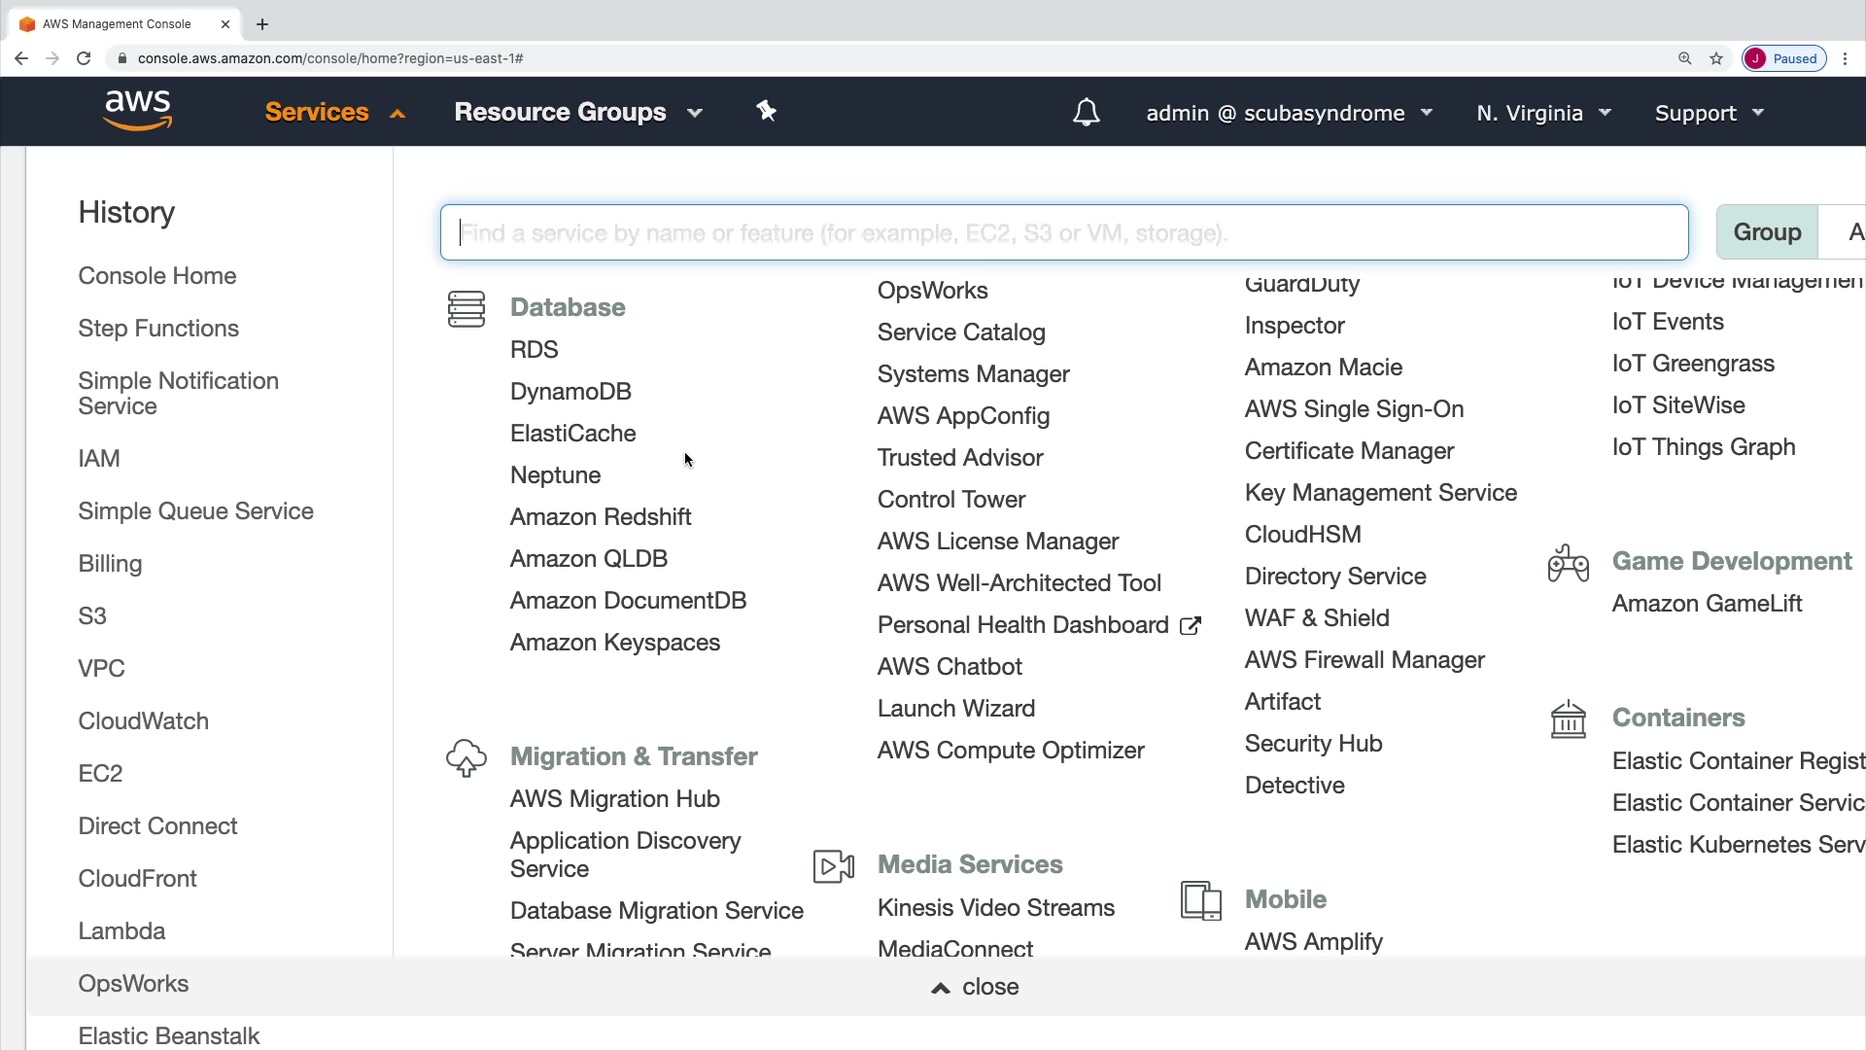 AWS Management Console
console.aws.amazon.com/console/home?region=us-east-1#
J Paused
aws
Services
Resource Groups
admin @ scubasyndrome
N. Virginia
Support
History
Console Home
Step Functions
Simple Notification
Service
IAM
Simple Queue Service
Billing
S3
VPC
CloudWatch
EC2
Direct Connect
CloudFront
Lambda
OpsWorks
Elastic Beanstalk
Find a service by name or feature (for example, EC2, S3 or VM, storage).
Group
A
Database
RDS
DynamoDB
ElastiCache
Neptune
Amazon Redshift
Amazon QLDB
Amazon DocumentDB
Amazon Keyspaces
Migration & Transfer
AWS Migration Hub
Application Discovery
Service
Database Migration Service
Server Migration Service
OpsWorks
Service Catalog
Systems Manager
AWS AppConfig
Trusted Advisor
Control Tower
AWS License Manager
AWS Well-Architected Tool
Personal Health Dashboard
AWS Chatbot
Launch Wizard
AWS Compute Optimizer
Media Services
Kinesis Video Streams
MediaConnect
GuardDuty
Inspector
Amazon Macie
AWS Single Sign-On
Certificate Manager
Key Management Service
CloudHSM
Directory Service
WAF & Shield
AWS Firewall Manager
Artifact
Security Hub
Detective
Mobile
AWS Amplify
IoT Device Managemen
IoT Events
IoT Greengrass
IoT SiteWise
IoT Things Graph
Game Development
Amazon GameLift
Containers
Elastic Container Regist
Elastic Container Servic
Elastic Kubernetes Serv
close